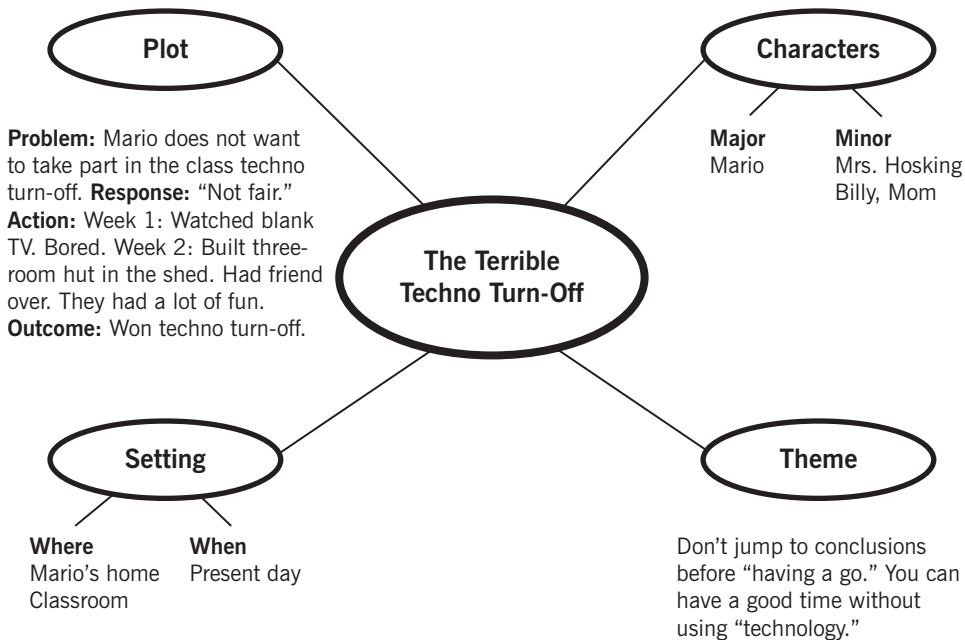 Plot
Problem: Mario does not want
to take part in the class techno
turn-off. Response: “Not fair.”
Action: Week 1: Watched blank
TV. Bored. Week 2: Built three-
room hut in the shed. Had friend
over. They had a lot of fun.
Outcome: Won techno turn-off.
Characters
Major
Mario
Minor
Mrs. Hosking
Billy, Mom
The Terrible
Techno Turn-Off
Setting
Where
Mario’s home
Classroom
When
Present day
Theme
Don’t jump to conclusions
before “having a go.” You can
have a good time without
using “technology.”